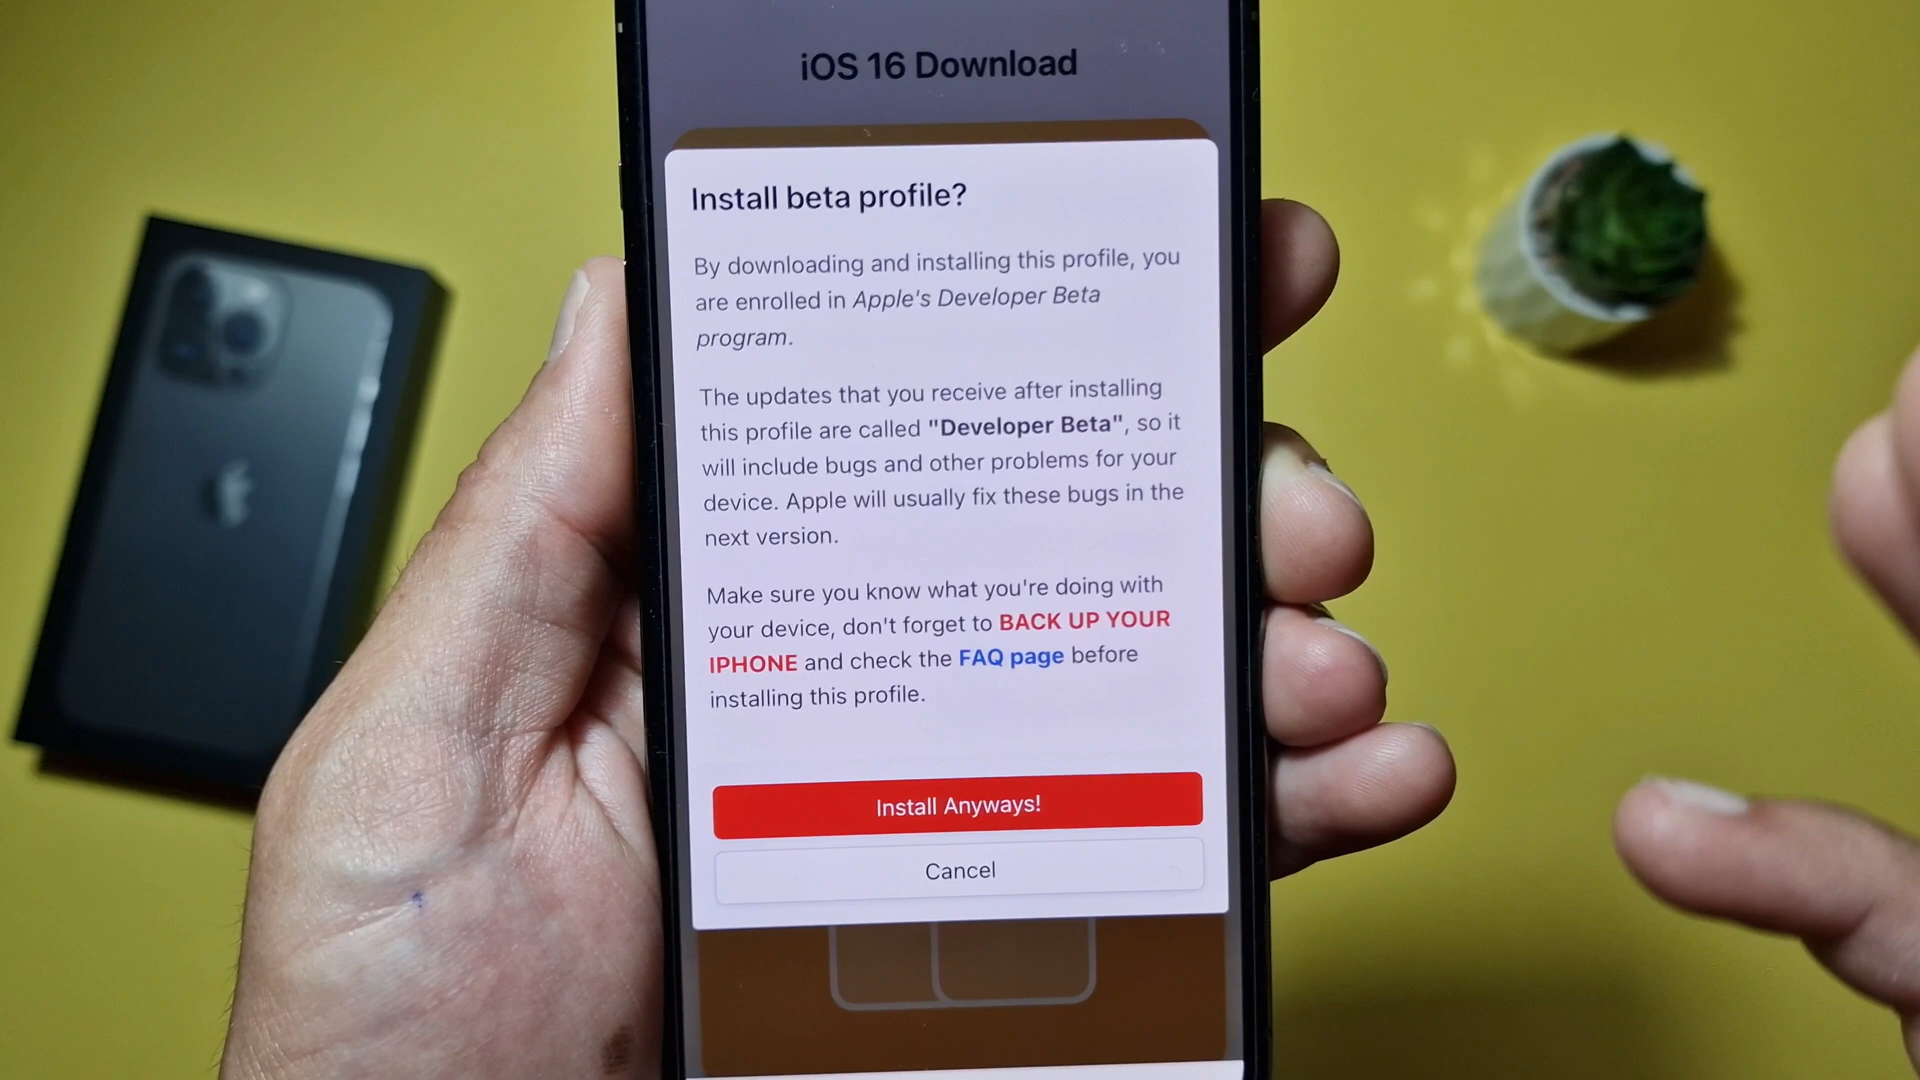 iOS 16 Download
Install beta profile?
By downloading and installing this profile, you
are enrolled in Apple's Developer Beta
program.
The updates that you receive after installing
this profile are called "Developer Beta", so it
will include bugs and other problems for your
device. Apple will usually fix these bugs in the
next version.
Make sure you know what you're doing with
your device, don't forget to BACK UP YOUR
IPHONE and check the FAQ page before
installing this profile.
Install Anyways!
Cancel